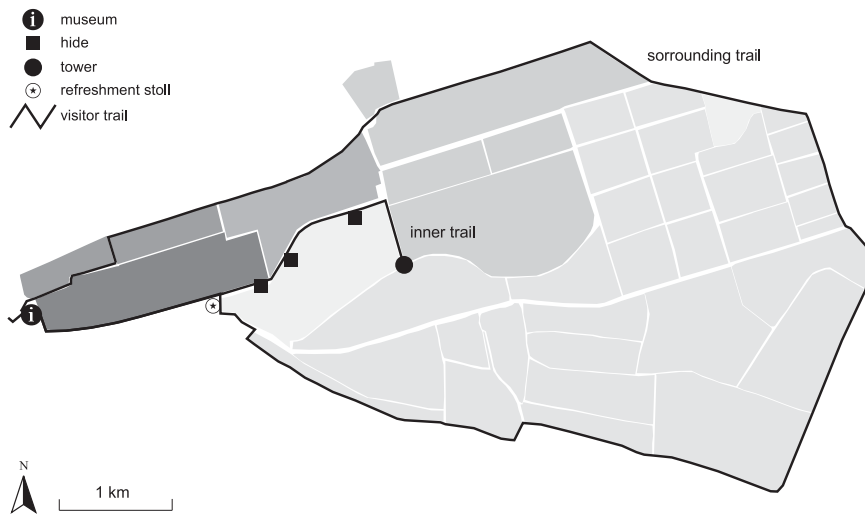 museum
hide
tower
refreshment stoll
visitor trail
sorrounding trail
inner trail
i
i
N
1 km